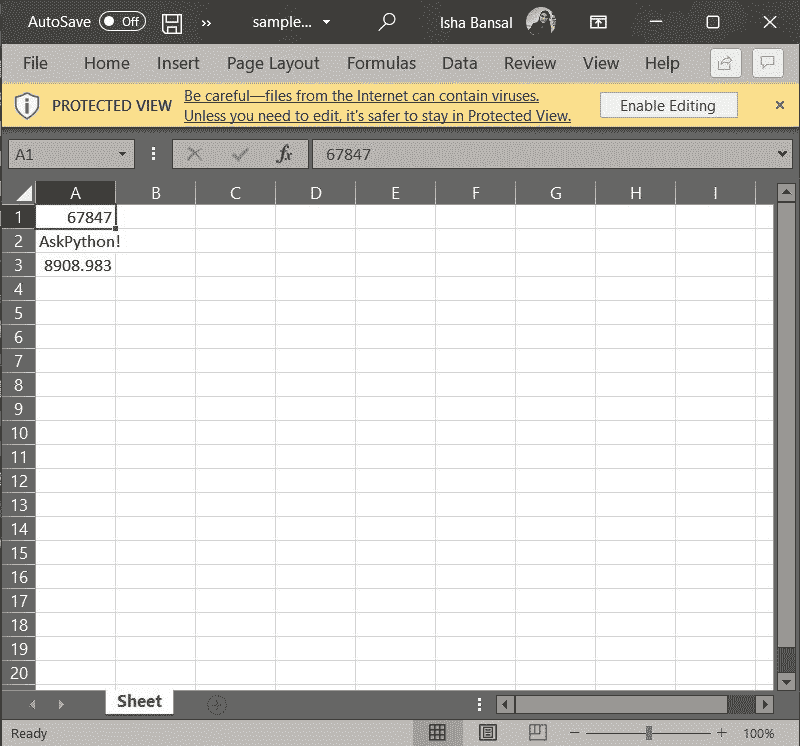 AutoSave Off » sample... Isha Bansal
File Home Insert Page Layout Formulas Data Review View Help
PROTECTED VIEW Be careful—files from the Internet can contain viruses. Unless you need to edit, it's safer to stay in Protected View. Enable Editing
A1 fx 67847
A B C D E F G H I
1 67847
2 AskPython!
3 8908.983
4
5
6
7
8
9
10
11
12
13
14
15
16
17
18
19
20
Sheet
Ready 100%